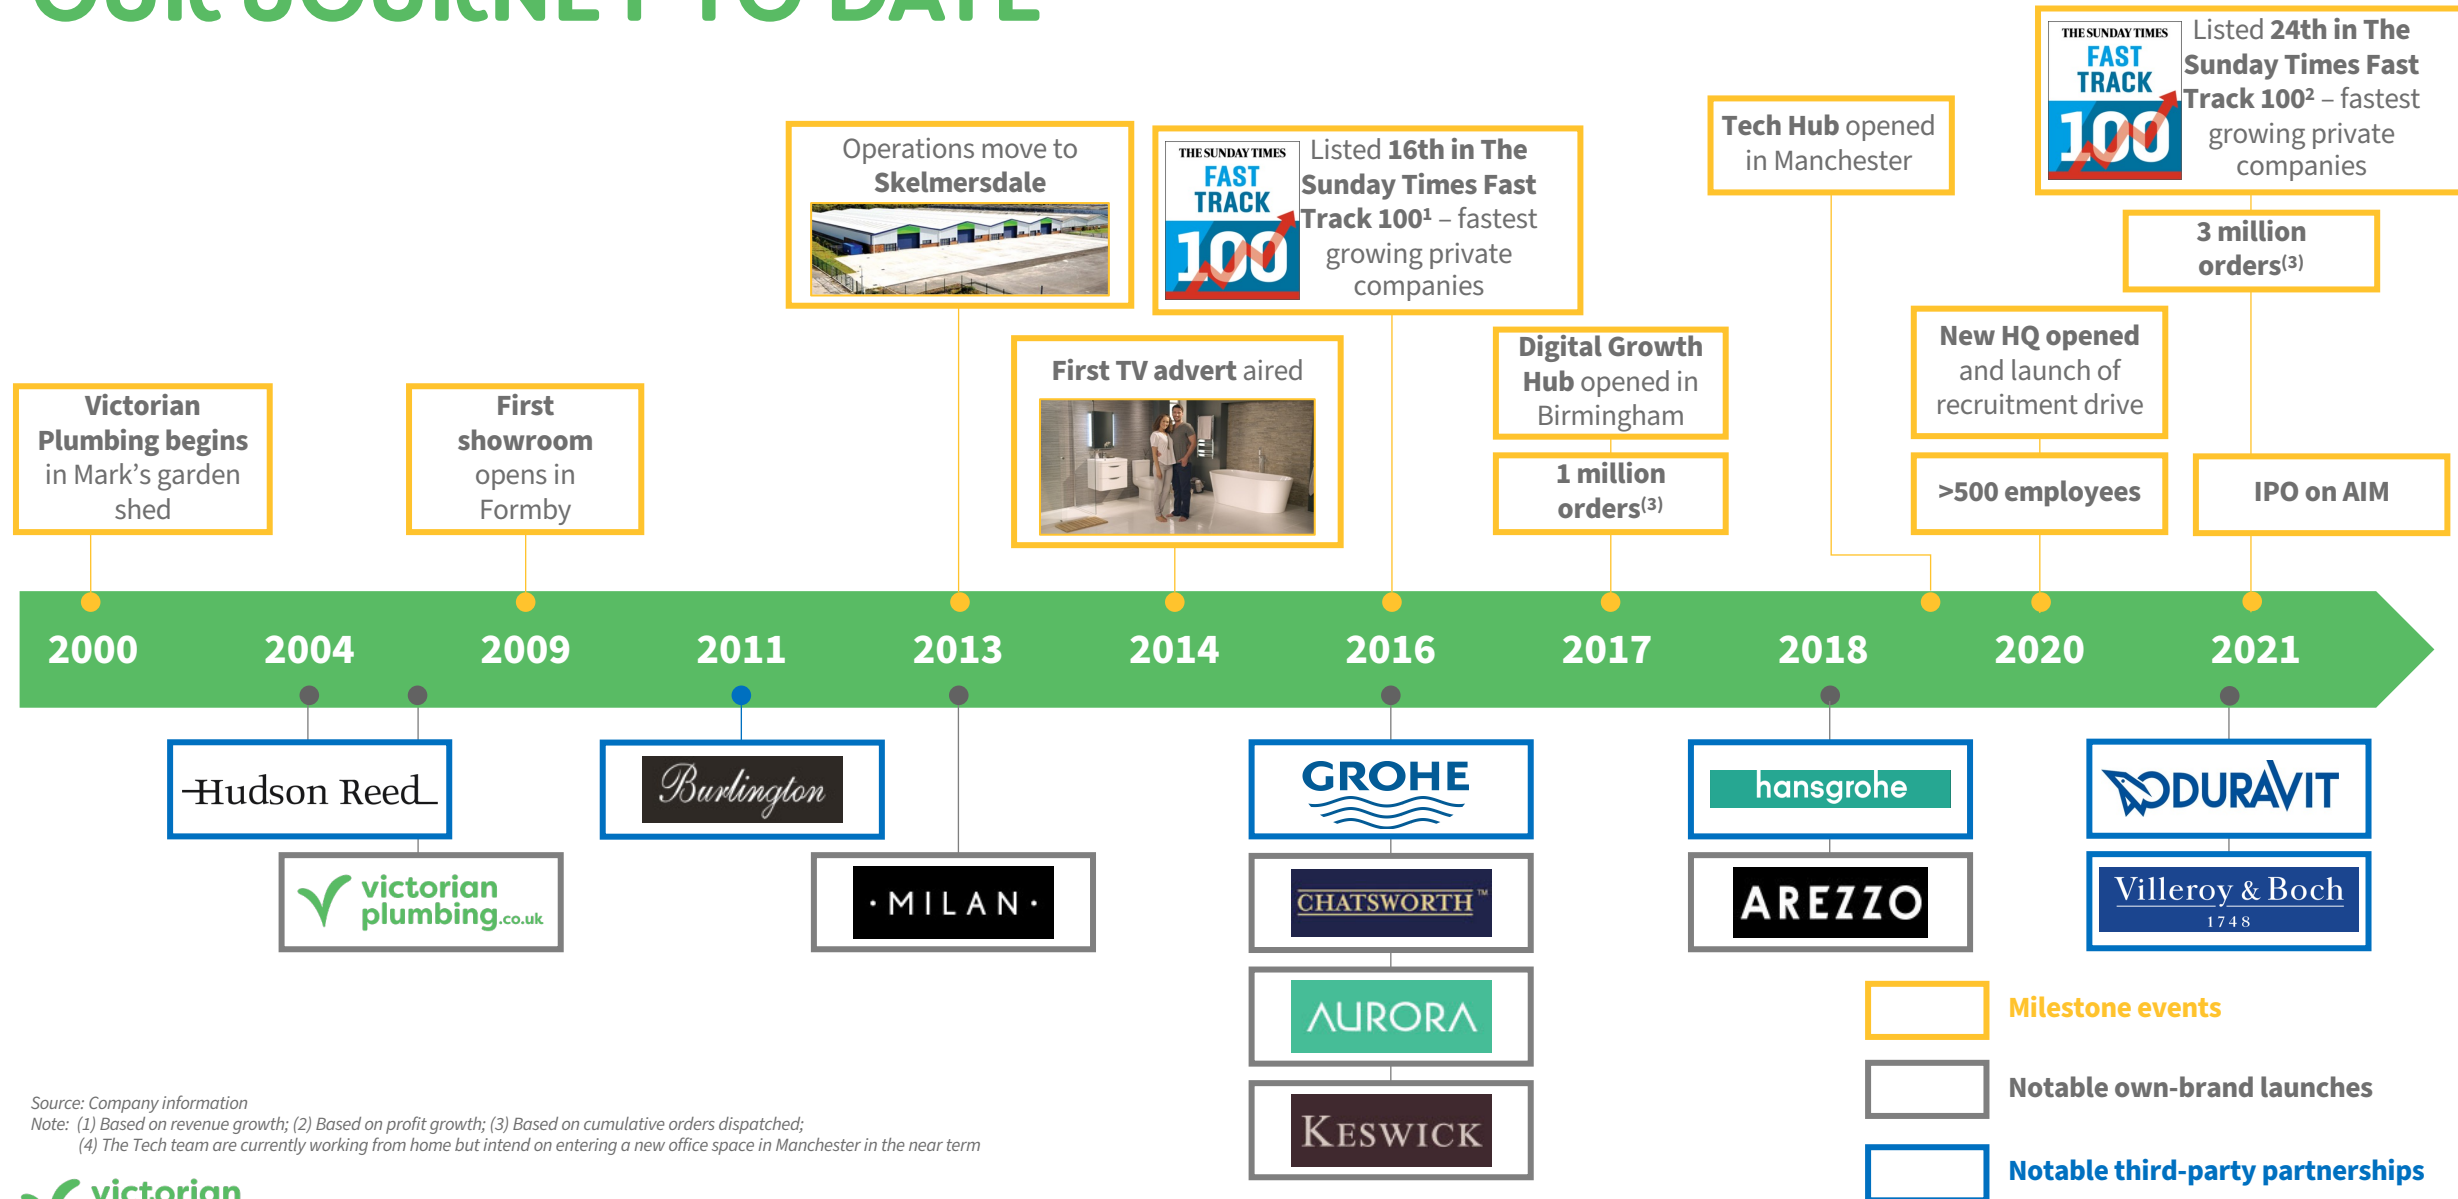 OUR JOURNEY TO DATE
THE SUNDAY TIMES
FAST
TRACK
100
Listed 24th in The
Sunday Times Fast
Track 100² – fastest
growing private
companies
Tech Hub opened
in Manchester
Operations move to
Skelmersdale
THE SUNDAY TIMES
FAST
TRACK
100
Listed 16th in The
Sunday Times Fast
Track 100¹ – fastest
growing private
companies
3 million
orders(3)
New HQ opened
and launch of
recruitment drive
Digital Growth
Hub opened in
Birmingham
First TV advert aired
Victorian
Plumbing begins
in Mark's garden
shed
First
showroom
opens in
Formby
1 million
orders(3)
>500 employees
IPO on AIM
2000
2004
2009
2011
2013
2014
2016
2017
2018
2020
2021
Hudson Reed
Burlington
GROHE
hansgrohe
DURAVIT
victorian
plumbing.co.uk
·MILAN·
CHATSWORTH™
AREZZO
Villeroy & Boch
1748
AURORA
KESWICK
Milestone events
Notable own-brand launches
Notable third-party partnerships
Source: Company information
Note: (1) Based on revenue growth; (2) Based on profit growth; (3) Based on cumulative orders dispatched;
(4) The Tech team are currently working from home but intend on entering a new office space in Manchester in the near term
victorian